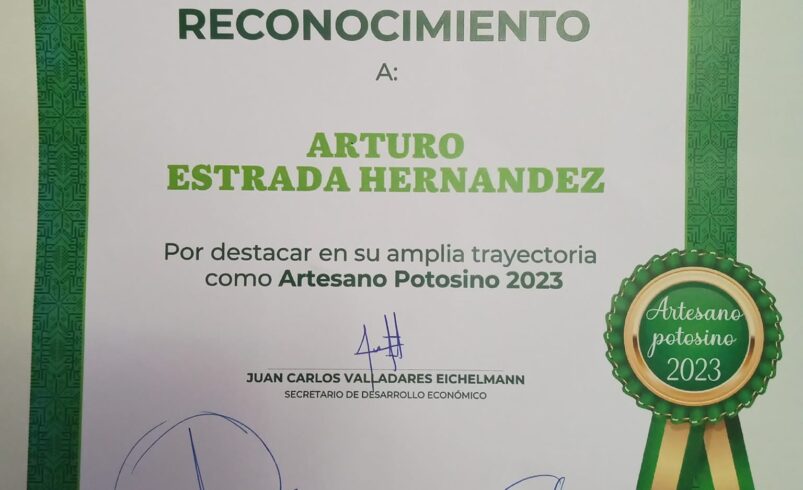 RECONOCIMIENTO
A:
ARTURO
ESTRADA HERNANDEZ
Por destacar en su amplia trayectoria
como Artesano Potosino 2023
JUAN CARLOS VALLADARES EICHELMANN
SECRETARIO DE DESARROLLO ECONÓMICO
Artesano
potosino
2023